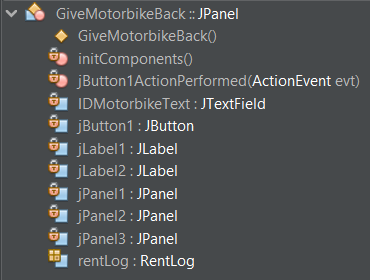 GiveMotorbikeBack :: JPanel
GiveMotorbikeBack()
initComponents()
jButton1ActionPerformed(ActionEvent evt)
IDMotorbikeText : JTextField
jButton1 : JButton
jLabel1 : JLabel
jLabel2 : JLabel
jPanel1 : JPanel
jPanel2 : JPanel
jPanel3 : JPanel
rentLog : RentLog